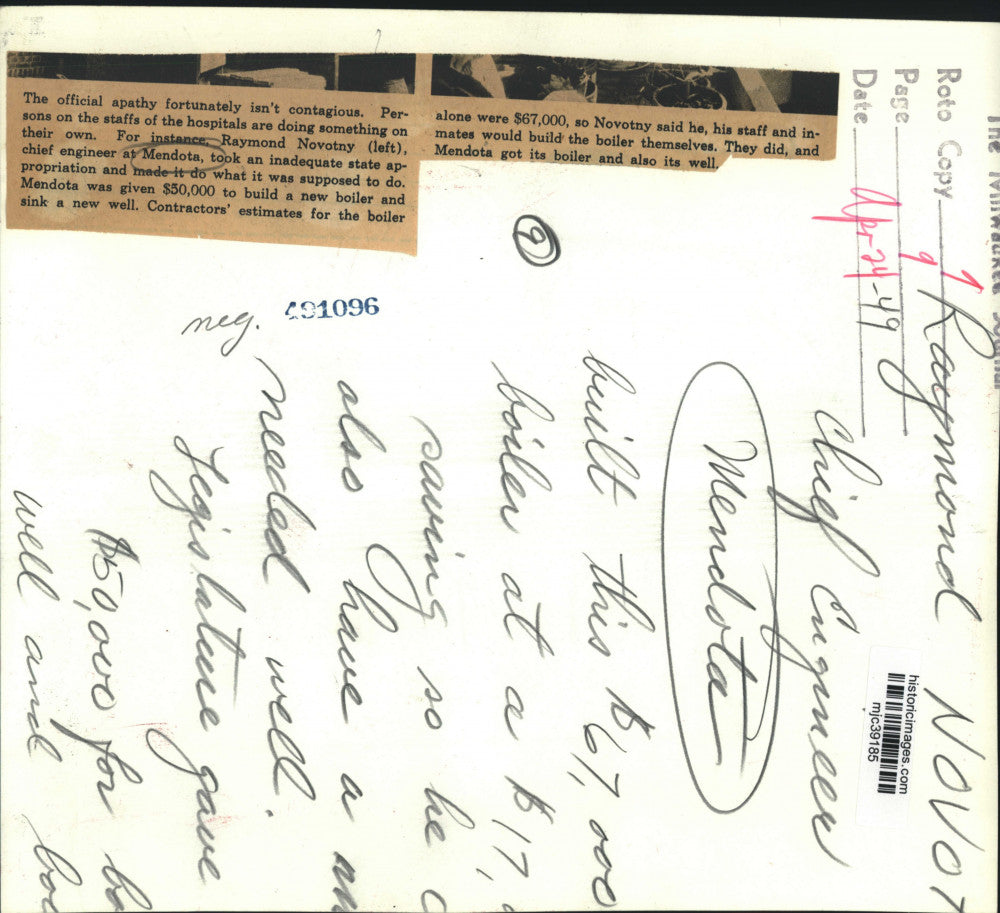 The official apathy fortunately isn't contagious. Per-
sons on the staffs of the hospitals are doing something on
their own. For instance, Raymond Novotny (left),
chief engineer at Mendota, took an inadequate state ap-
propriation and made it do what it was supposed to do.
Mendota was given $50,000 to build a new boiler and
sink a new well. Contractors' estimates for the boiler
alone were $67,000, so Novotny said he, his staff and in-
mates would build the boiler themselves. They did, and
Mendota got its boiler and also its well.
9
neg. 491096
Roto Copy 9
Page 9
Date Apr-24-49
Raymond Novot
Chief Engineer
Mendota
built this $67,000
boiler at a $17,
saving so he c
also have a
needed well.
Legislature gave
$50,000 for
well and
historicimages.com
mjc39185